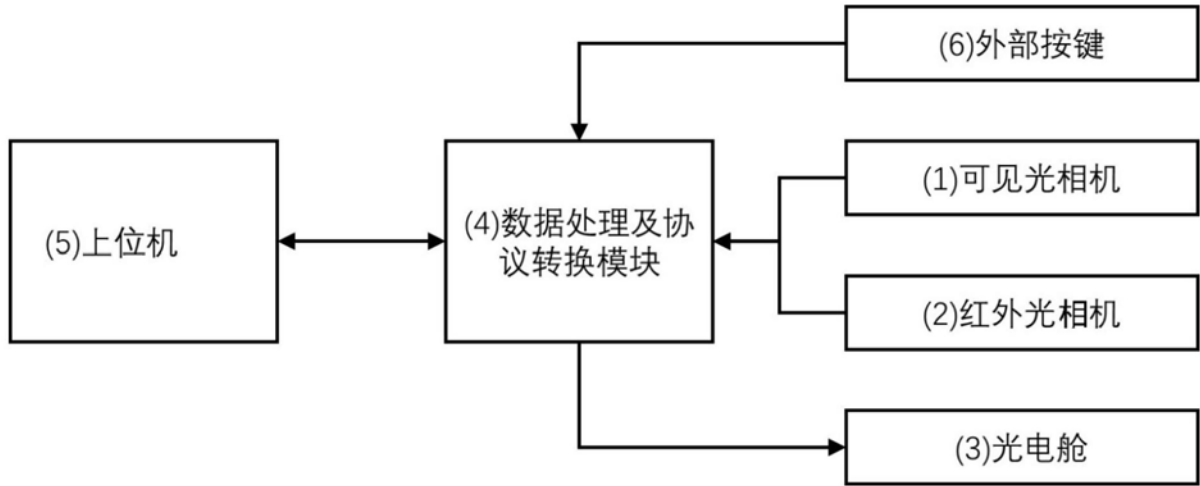 (6)外部按键
(1)可见光相机
(5)上位机
(4)数据处理及协
议转换模块
(2)红外光相机
(3)光电舱